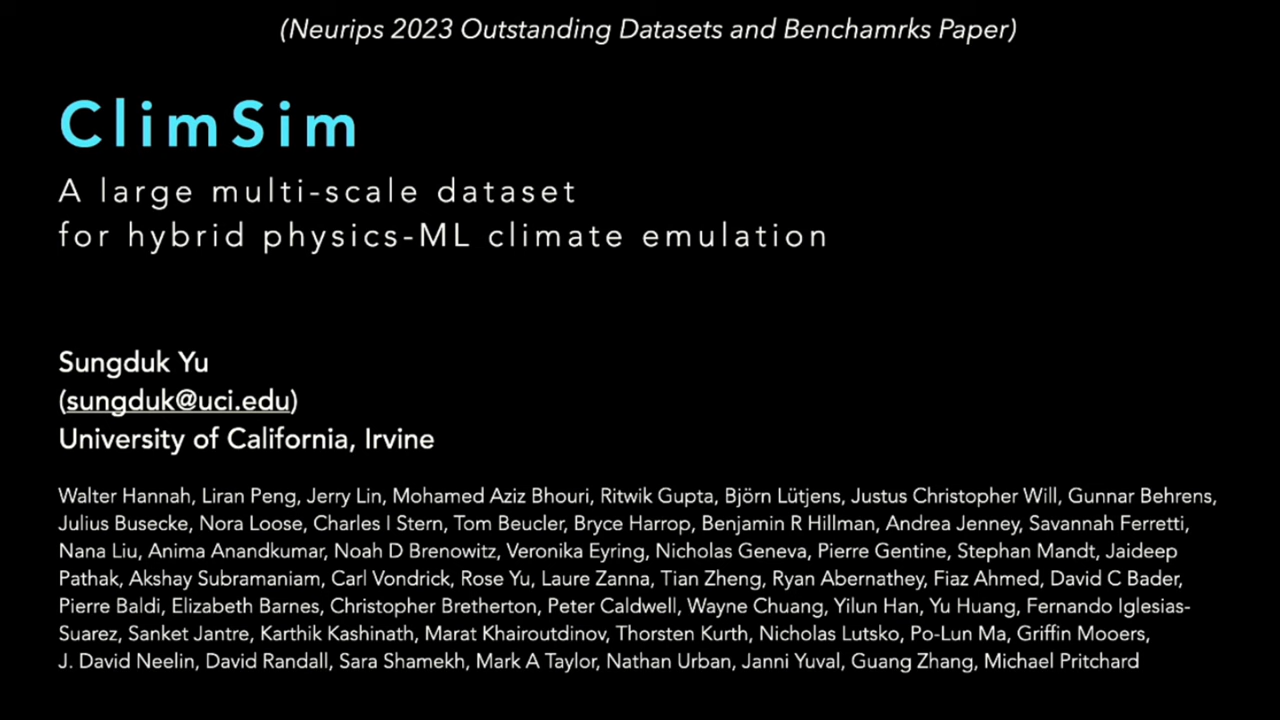 (Neurips 2023 Outstanding Datasets and Benchamrks Paper)
ClimSim
A large multi-scale dataset
for hybrid physics-ML climate emulation
Sungduk Yu
(sungduk@uci.edu)
University of California, Irvine
Walter Hannah, Liran Peng, Jerry Lin, Mohamed Aziz Bhouri, Ritwik Gupta, Björn Lütjens, Justus Christopher Will, Gunnar Behrens,
Julius Busecke, Nora Loose, Charles I Stern, Tom Beucler, Bryce Harrop, Benjamin R Hillman, Andrea Jenney, Savannah Ferretti,
Nana Liu, Anima Anandkumar, Noah D Brenowitz, Veronika Eyring, Nicholas Geneva, Pierre Gentine, Stephan Mandt, Jaideep
Pathak, Akshay Subramaniam, Carl Vondrick, Rose Yu, Laure Zanna, Tian Zheng, Ryan Abernathey, Fiaz Ahmed, David C Bader,
Pierre Baldi, Elizabeth Barnes, Christopher Bretherton, Peter Caldwell, Wayne Chuang, Yilun Han, Yu Huang, Fernando Iglesias-
Suarez, Sanket Jantre, Karthik Kashinath, Marat Khairoutdinov, Thorsten Kurth, Nicholas Lutsko, Po-Lun Ma, Griffin Mooers,
J. David Neelin, David Randall, Sara Shamekh, Mark A Taylor, Nathan Urban, Janni Yuval, Guang Zhang, Michael Pritchard